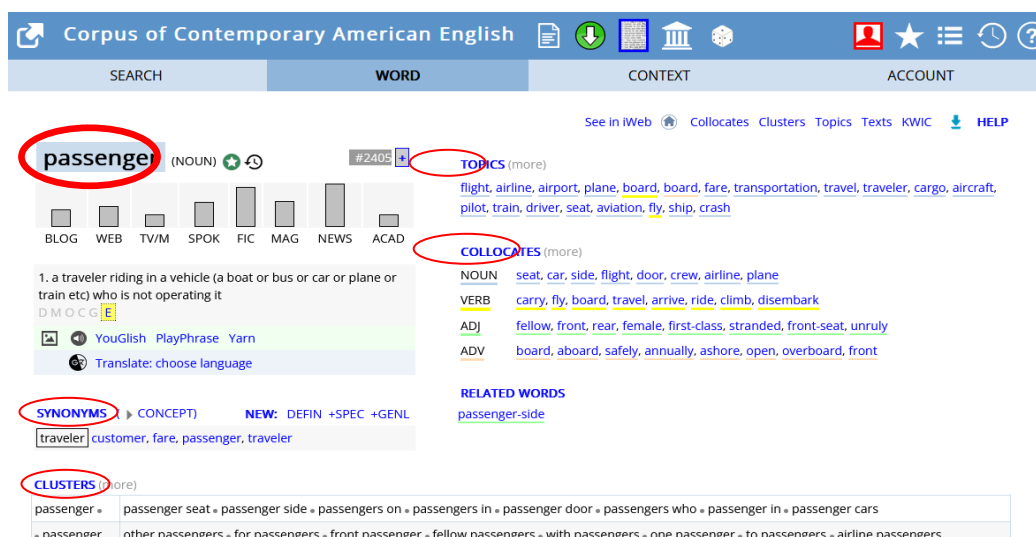 Corpus of Contemporary American English
SEARCH WORD CONTEXT ACCOUNT
See in iWeb Collocates Clusters Topics Texts KWIC HELP
passenger (NOUN) #2405 +
BLOG WEB TV/M SPOK FIC MAG NEWS ACAD
1. a traveler riding in a vehicle (a boat or bus or car or plane or
train etc) who is not operating it
D M O C G E
YouGlish PlayPhrase Yarn
Translate: choose language
SYNONYMS ( CONCEPT) NEW: DEFIN +SPEC +GENL
traveler customer, fare, passenger, traveler
TOPICS (more)
flight, airline, airport, plane, board, board, fare, transportation, travel, traveler, cargo, aircraft,
pilot, train, driver, seat, aviation, fly, ship, crash
COLLOCATES (more)
NOUN seat, car, side, flight, door, crew, airline, plane
VERB carry, fly, board, travel, arrive, ride, climb, disembark
ADJ fellow, front, rear, female, first-class, stranded, front-seat, unruly
ADV board, aboard, safely, annually, ashore, open, overboard, front
RELATED WORDS
passenger-side
CLUSTERS (more)
passenger • passenger seat • passenger side • passengers on • passengers in • passenger door • passengers who • passenger in • passenger cars
• passenger other passengers • for passengers • front passenger • fellow passengers • with passengers • one passenger • to passengers • airline passengers